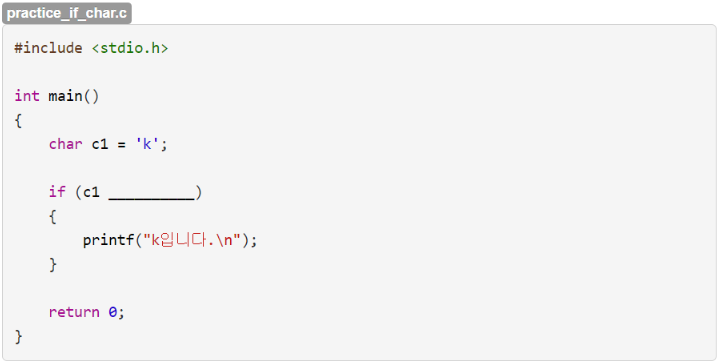 practice_if_char.c
#include <stdio.h>
int main()
{
    char c1 = 'k';
    if (c1 __________)
    {
        printf("k입니다.\n");
    }
    return 0;
}